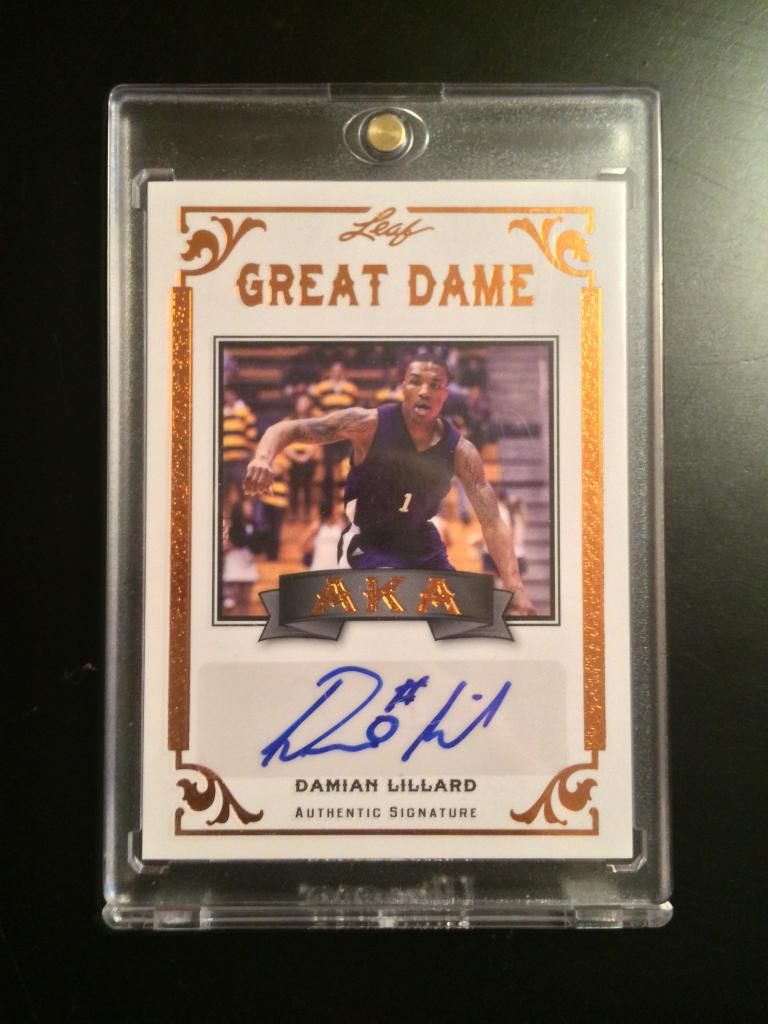 Leaf
GREAT DAME
1
AKA
DAMIAN LILLARD
AUTHENTIC SIGNATURE